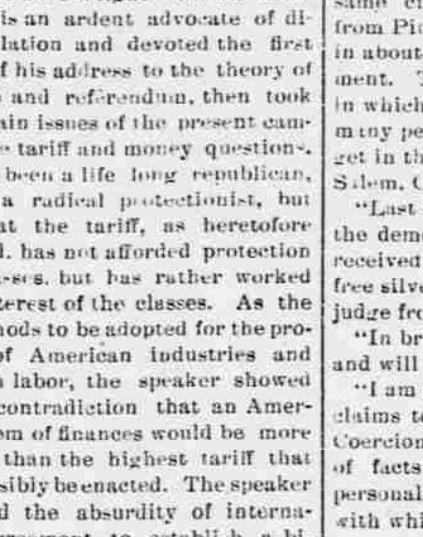 is an ardent advocate of di-
lation and devoted the first
f his address to the theory of
and referendum, then took
ain issues of the present cam-
e tariff and money questions.
been a life long republican,
a radical protectionist, but
at the tariff, as heretofore
d. has not afforded protection
sses. but has rather worked
terest of the classes. As the
hods to be adopted for the pro-
of American industries and
n labor, the speaker showed
contradiction that an Amer-
em of finances would be more
than the highest tariff that
sibly be enacted. The speaker
d the absurdity of interna-
to establish a bi-
same
from Pi
in about
ment.
in which
many pe
get in th
Salem,
"Last
the dem
received
free silve
judge fro
"In br
and will
"I am
claims t
Coercion
of facts
personal
with whi